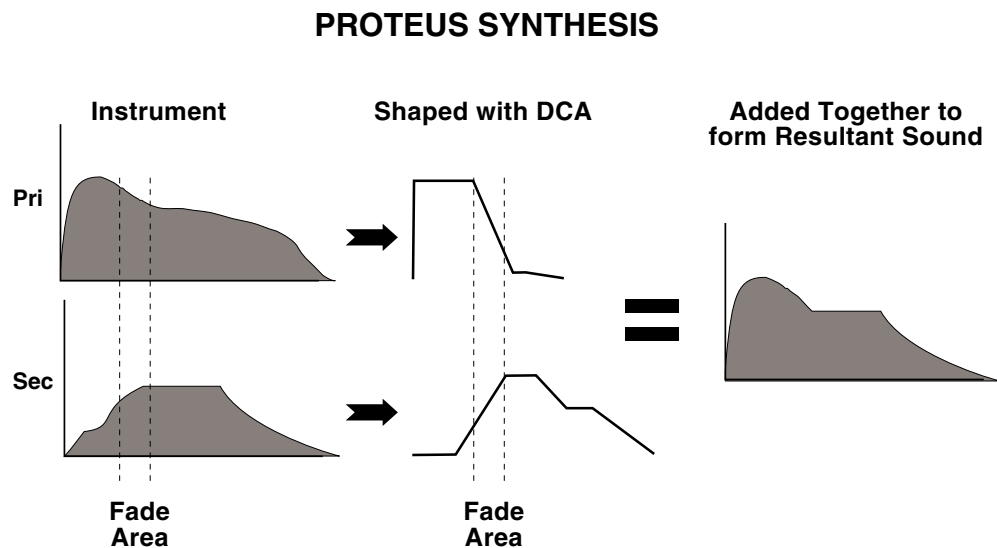 PROTEUS SYNTHESIS
Instrument
Shaped with DCA
Added Together to
form Resultant Sound
Pri
Sec
Fade
Area
Fade
Area